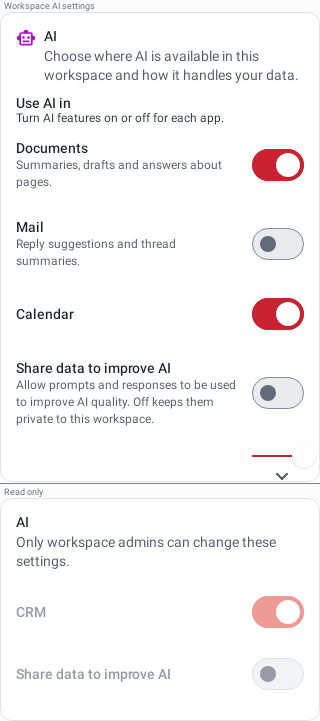 Workspace AI settings
AI
Choose where AI is available in this
workspace and how it handles your data.
Use AI in
Turn AI features on or off for each app.
Documents
Summaries, drafts and answers about
pages.
Mail
Reply suggestions and thread
summaries.
Calendar
Share data to improve AI
Allow prompts and responses to be used
to improve AI quality. Off keeps them
private to this workspace.
Read only
AI
Only workspace admins can change these
settings.
CRM
Share data to improve AI